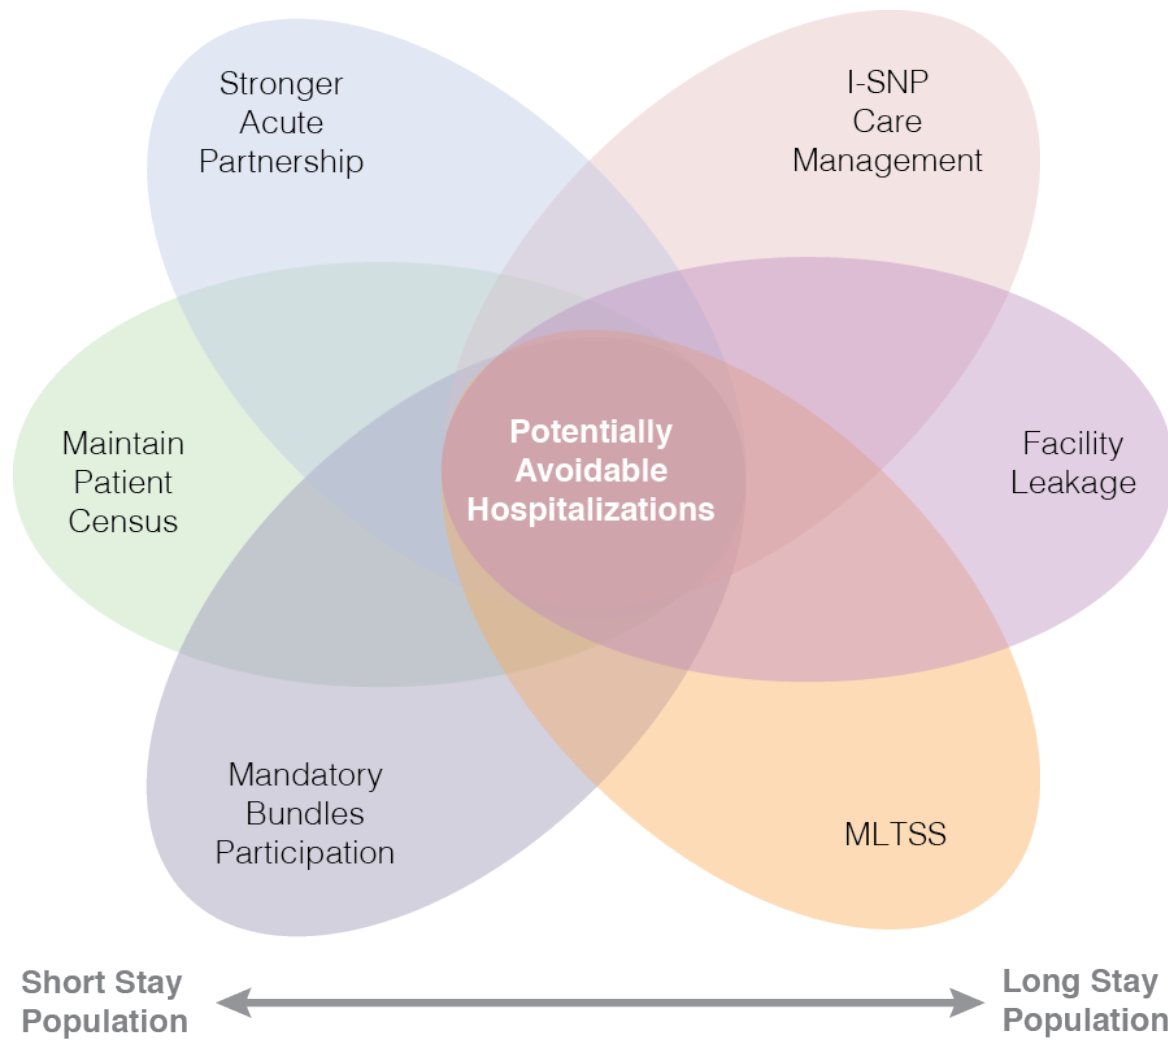 Stronger
Acute
Partnership
I-SNP
Care
Management
Maintain
Patient
Census
Potentially
Avoidable
Hospitalizations
Facility
Leakage
Mandatory
Bundles
Participation
MLTSS
Short Stay
Population
Long Stay
Population